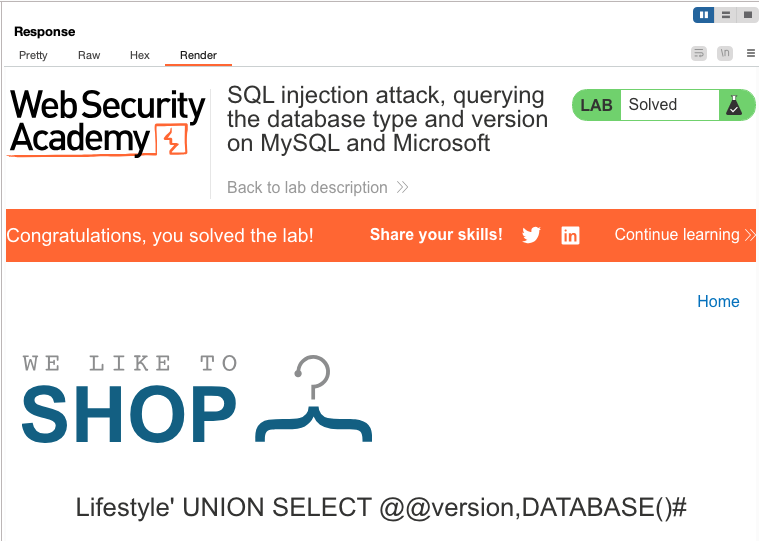 Response
Pretty Raw Hex Render \n
Web Security
Academy
SQL injection attack, querying
the database type and version
on MySQL and Microsoft
LAB Solved
Back to lab description
Congratulations, you solved the lab! Share your skills! in Continue learning
Home
WE LIKE TO
SHOP
Lifestyle' UNION SELECT @@version,DATABASE()#